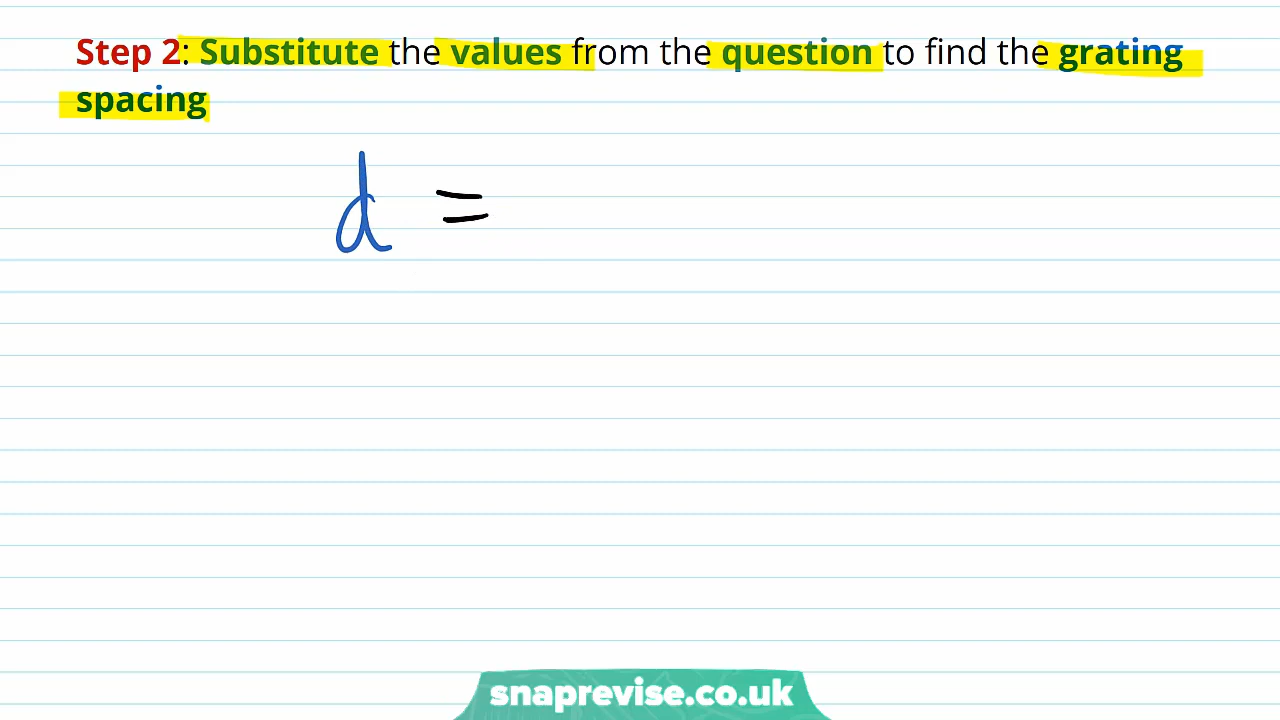 Step 2: Substitute the values from the question to find the grating
spacing
d =
snaprevise.co.uk